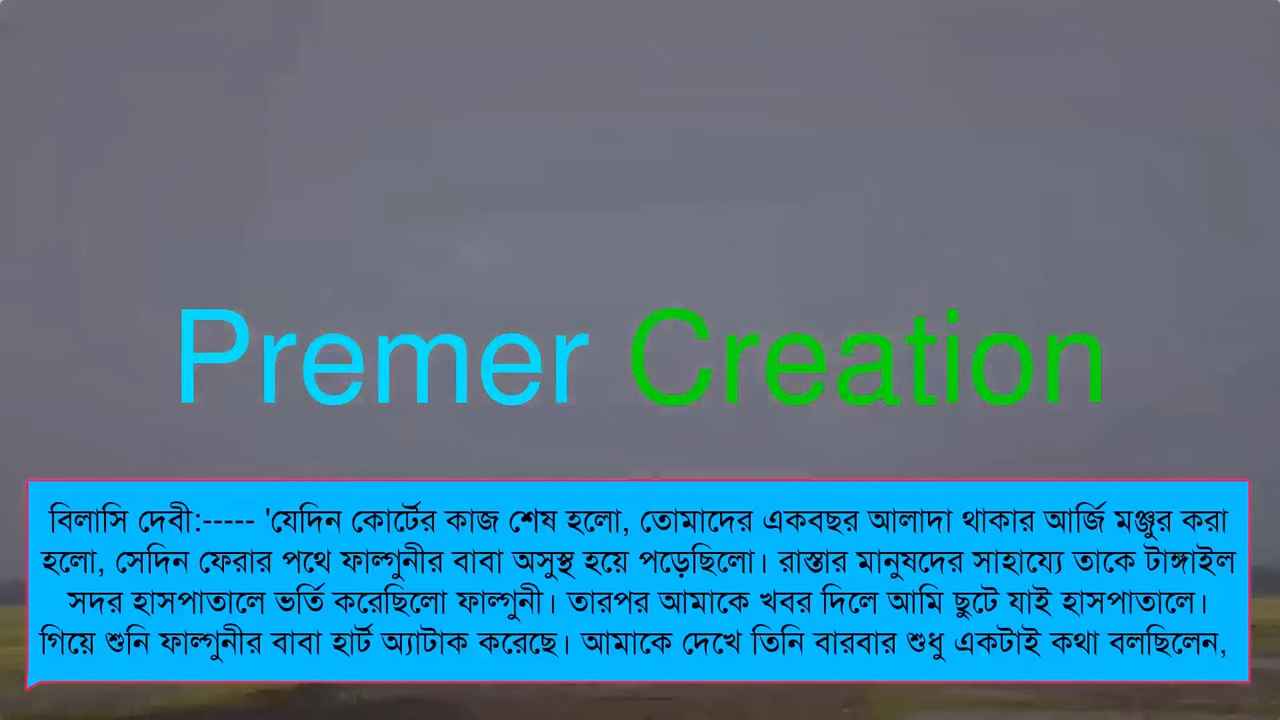 Premer Creation
বিলাসি দেবী:----- 'যেদিন কোর্টের কাজ শেষ হলো, তোমাদের একবছর আলাদা থাকার আর্জি মঞ্জুর করা
হলো, সেদিন ফেরার পথে ফাল্গুনীর বাবা অসুস্থ হয়ে পড়েছিলো। রাস্তার মানুষদের সাহায্যে তাকে টাঙ্গাইল
সদর হাসপাতালে ভর্তি করেছিলো ফাল্গুনী। তারপর আমাকে খবর দিলে আমি ছুটে যাই হাসপাতালে।
গিয়ে শুনি ফাল্গুনীর বাবা হার্ট অ্যাটাক করেছে। আমাকে দেখে তিনি বারবার শুধু একটাই কথা বলছিলেন,